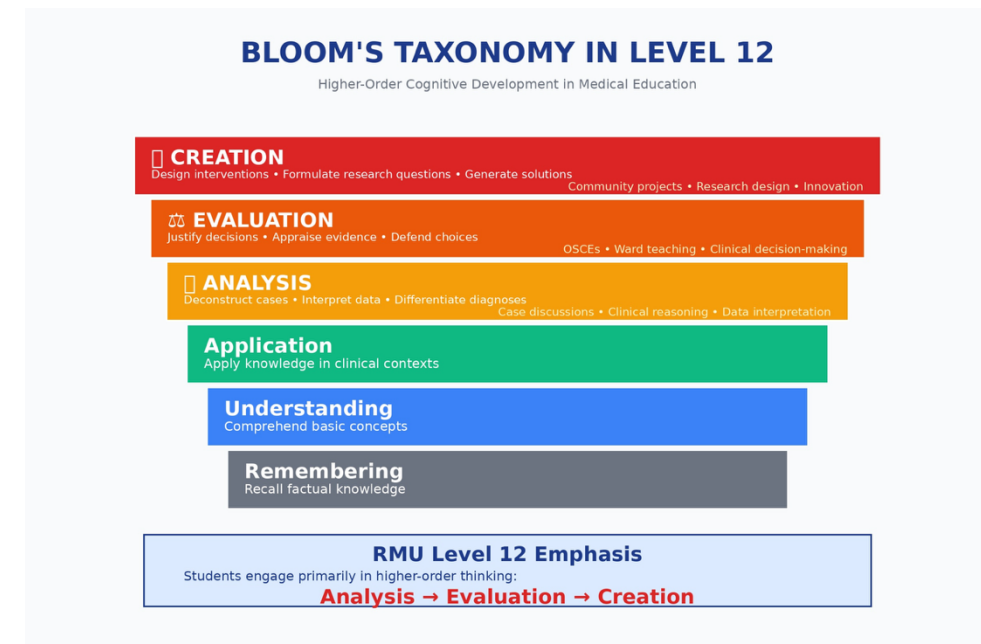 BLOOM'S TAXONOMY IN LEVEL 12
Higher-Order Cognitive Development in Medical Education
CREATION
Design interventions • Formulate research questions • Generate solutions
Community projects • Research design • Innovation
⚖ EVALUATION
Justify decisions • Appraise evidence • Defend choices
OSCEs • Ward teaching • Clinical decision-making
ANALYSIS
Deconstruct cases • Interpret data • Differentiate diagnoses
Case discussions • Clinical reasoning • Data interpretation
Application
Apply knowledge in clinical contexts
Understanding
Comprehend basic concepts
Remembering
Recall factual knowledge
RMU Level 12 Emphasis
Students engage primarily in higher-order thinking:
Analysis → Evaluation → Creation